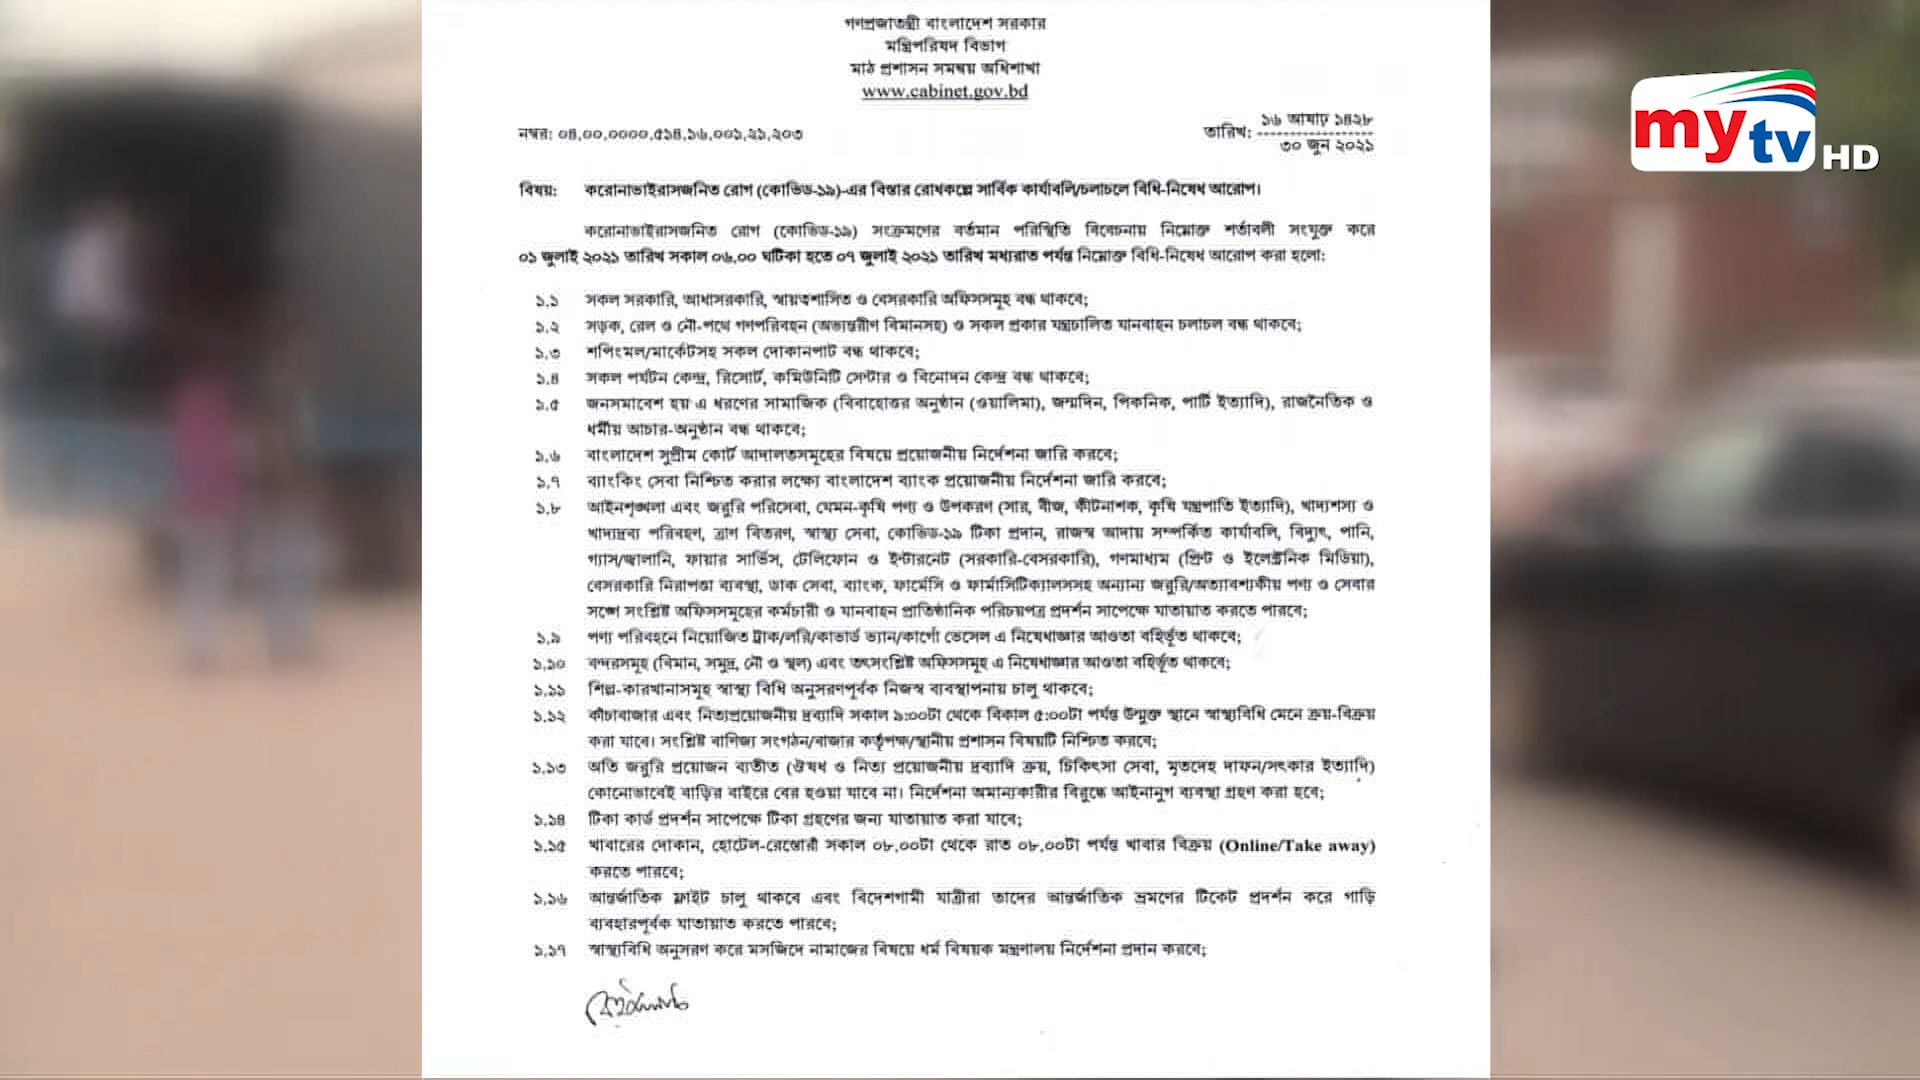 গণপ্রজাতন্ত্রী বাংলাদেশ সরকার
মন্ত্রিপরিষদ বিভাগ
মাঠ প্রশাসন সমন্বয় অধিশাখা
www.cabinet.gov.bd
নম্বর: ০৪.০০.০০০০.৫১৪.১৬.০০১.২১.২০৩
তারিখ:
১৬ আষাঢ় ১৪২৮
৩০ জুন ২০২১
my tv HD
বিষয়: করোনাভাইরাসজনিত রোগ (কোভিড-১৯)-এর বিস্তার রোধকল্পে সার্বিক কার্যাবলি/চলাচলে বিধি-নিষেধ আরোপ।
করোনাভাইরাসজনিত রোগ (কোভিড-১৯) সংক্রমণের বর্তমান পরিস্থিতি বিবেচনায় নিম্নোক্ত শর্তাবলী সংযুক্ত করে
০১ জুলাই ২০২১ তারিখ সকাল ০৬.০০ ঘটিকা হতে ০৭ জুলাই ২০২১ তারিখ মধ্যরাত পর্যন্ত নিম্নোক্ত বিধি-নিষেধ আরোপ করা হলো:
১.১ সকল সরকারি, আধাসরকারি, স্বায়ত্বশাসিত ও বেসরকারি অফিসসমূহ বন্ধ থাকবে;
১.২ সড়ক, রেল ও নৌ-পথে গণপরিবহন (অভ্যন্তরীণ বিমানসহ) ও সকল প্রকার যন্ত্রচালিত যানবাহন চলাচল বন্ধ থাকবে;
১.৩ শপিংমল/মার্কেটসহ সকল দোকানপাট বন্ধ থাকবে;
১.৪ সকল পর্যটন কেন্দ্র, রিসোর্ট, কমিউনিটি সেন্টার ও বিনোদন কেন্দ্র বন্ধ থাকবে;
১.৫ জনসমাবেশ হয় এ ধরণের সামাজিক (বিবাহোত্তর অনুষ্ঠান (ওয়ালিমা), জন্মদিন, পিকনিক, পার্টি ইত্যাদি), রাজনৈতিক ও
ধর্মীয় আচার-অনুষ্ঠান বন্ধ থাকবে;
১.৬ বাংলাদেশ সুপ্রীম কোর্ট আদালতসমূহের বিষয়ে প্রয়োজনীয় নির্দেশনা জারি করবে;
১.৭ ব্যাংকিং সেবা নিশ্চিত করার লক্ষ্যে বাংলাদেশ ব্যাংক প্রয়োজনীয় নির্দেশনা জারি করবে;
১.৮ আইনশৃঙ্খলা এবং জরুরি পরিসেবা, যেমন-কৃষি পণ্য ও উপকরণ (সার, বীজ, কীটনাশক, কৃষি যন্ত্রপাতি ইত্যাদি), খাদ্যশস্য ও
খাদ্যদ্রব্য পরিবহণ, ত্রাণ বিতরণ, স্বাস্থ্য সেবা, কোভিড-১৯ টিকা প্রদান, রাজস্ব আদায় সম্পর্কিত কার্যাবলি, বিদ্যুৎ, পানি,
গ্যাস/জ্বালানি, ফায়ার সার্ভিস, টেলিফোন ও ইন্টারনেট (সরকারি-বেসরকারি), গণমাধ্যম (প্রিন্ট ও ইলেক্ট্রনিক মিডিয়া),
বেসরকারি নিরাপত্তা ব্যবস্থা, ডাক সেবা, ব্যাংক, ফার্মেসি ও ফার্মাসিটিক্যালসসহ অন্যান্য জরুরি/অত্যাবশ্যকীয় পণ্য ও সেবার
সঙ্গে সংশ্লিষ্ট অফিসসমূহের কর্মচারী ও যানবাহন প্রাতিষ্ঠানিক পরিচয়পত্র প্রদর্শন সাপেক্ষে যাতায়াত করতে পারবে;
১.৯ পণ্য পরিবহনে নিয়োজিত ট্রাক/লরি/কাভার্ড ভ্যান/কার্গো ভেসেল এ নিষেধাজ্ঞার আওতা বহির্ভূত থাকবে;
১.১০ বন্দরসমূহ (বিমান, সমুদ্র, নৌ ও স্থল) এবং তৎসংশ্লিষ্ট অফিসসমূহ এ নিষেধাজ্ঞার আওতা বহির্ভূত থাকবে;
১.১১ শিল্প-কারখানাসমূহ স্বাস্থ্য বিধি অনুসরণপূর্বক নিজস্ব ব্যবস্থাপনায় চালু থাকবে;
১.১২ কাঁচাবাজার এবং নিত্যপ্রয়োজনীয় দ্রব্যাদি সকাল ৯:০০টা থেকে বিকাল ৫:০০টা পর্যন্ত উন্মুক্ত স্থানে স্বাস্থ্যবিধি মেনে ক্রয়-বিক্রয়
করা যাবে। সংশ্লিষ্ট বাণিজ্য সংগঠন/বাজার কর্তৃপক্ষ/স্থানীয় প্রশাসন বিষয়টি নিশ্চিত করবে;
১.১৩ অতি জরুরি প্রয়োজন ব্যতীত (ঔষধ ও নিত্য প্রয়োজনীয় দ্রব্যাদি ক্রয়, চিকিৎসা সেবা, মৃতদেহ দাফন/সৎকার ইত্যাদি)
কোনোভাবেই বাড়ির বাইরে বের হওয়া যাবে না। নির্দেশনা অমান্যকারীর বিরুদ্ধে আইনানুগ ব্যবস্থা গ্রহণ করা হবে;
১.১৪ টিকা কার্ড প্রদর্শন সাপেক্ষে টিকা গ্রহণের জন্য যাতায়াত করা যাবে;
১.১৫ খাবারের দোকান, হোটেল-রেস্তোরাঁ সকাল ০৮.০০টা থেকে রাত ০৮.০০টা পর্যন্ত খাবার বিক্রয় (Online/Take away)
করতে পারবে;
১.১৬ আন্তর্জাতিক ফ্লাইট চালু থাকবে এবং বিদেশগামী যাত্রীরা তাদের আন্তর্জাতিক ভ্রমণের টিকেট প্রদর্শন করে গাড়ি
ব্যবহারপূর্বক যাতায়াত করতে পারবে;
১.১৭ স্বাস্থ্যবিধি অনুসরণ করে মসজিদে নামাজের বিষয়ে ধর্ম বিষয়ক মন্ত্রণালয় নির্দেশনা প্রদান করবে;